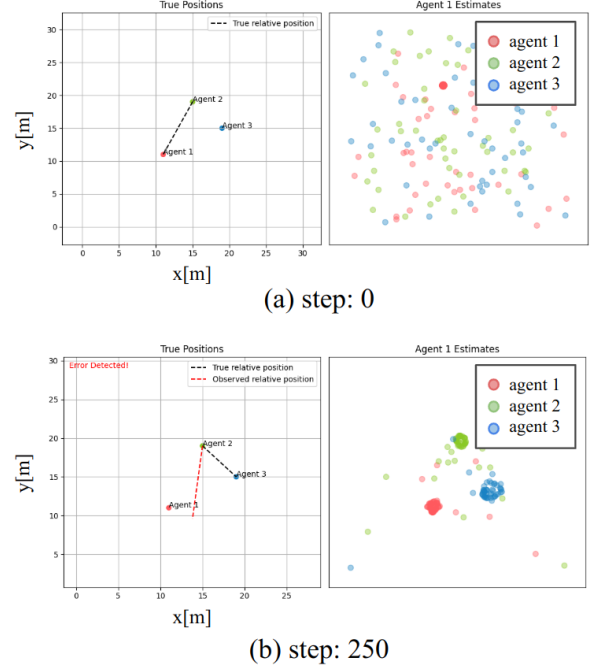 True Positions
Agent 1 Estimates
True relative position
30
25
20
15
10
5
0
y[m]
Agent 2
Agent 3
Agent 1
agent 1
agent 2
agent 3
0 5 10 15 20 25 30
x[m]
(a) step: 0
True Positions
Agent 1 Estimates
Error Detected!
True relative position
Observed relative position
30
25
20
15
10
5
y[m]
Agent 2
Agent 3
Agent 1
agent 1
agent 2
agent 3
0 5 10 15 20 25
x[m]
(b) step: 250